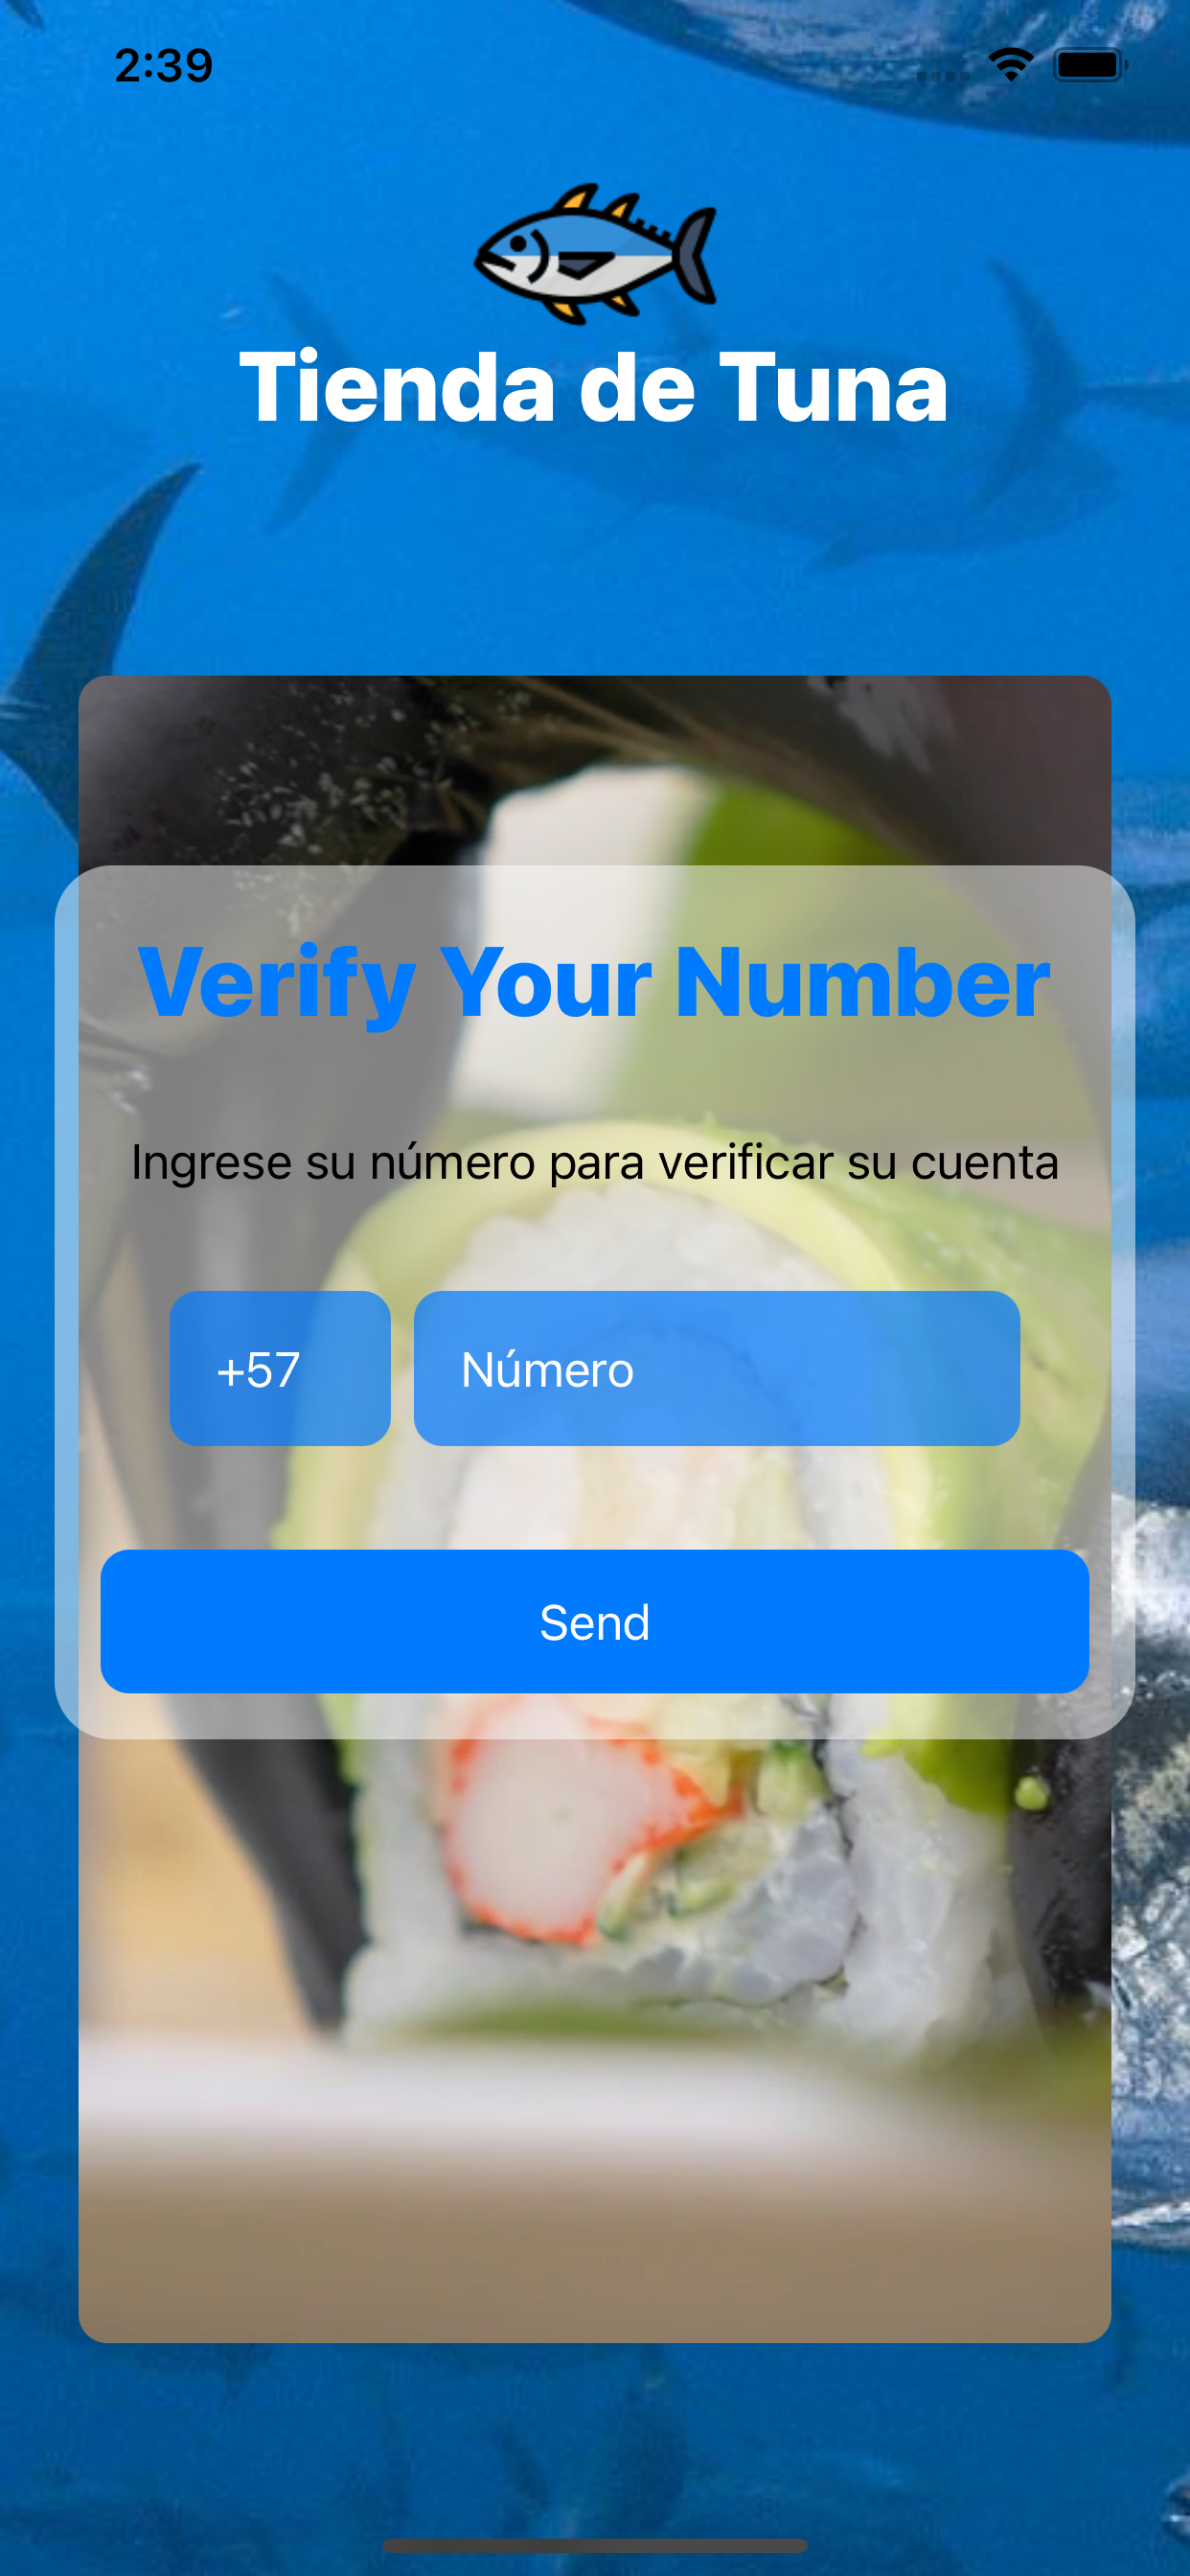 2:39
Tienda de Tuna
Verify Your Number
Ingrese su número para verificar su cuenta
+57 Número
Send